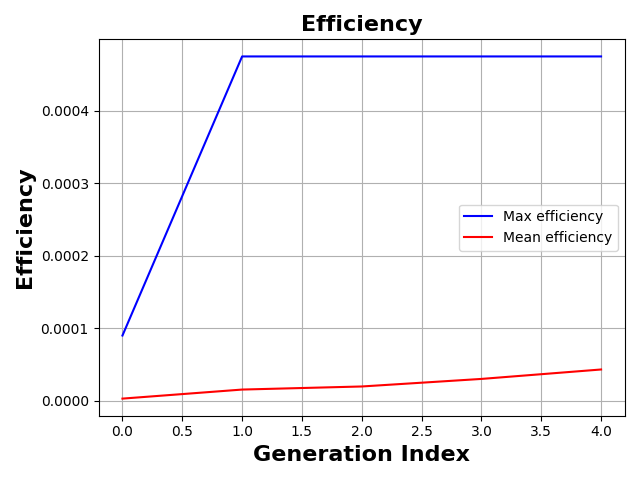 Efficiency
Efficiency
0.0004
0.0003
0.0002
0.0001
0.0000
Max efficiency
Mean efficiency
0.0 0.5 1.0 1.5 2.0 2.5 3.0 3.5 4.0
Generation Index